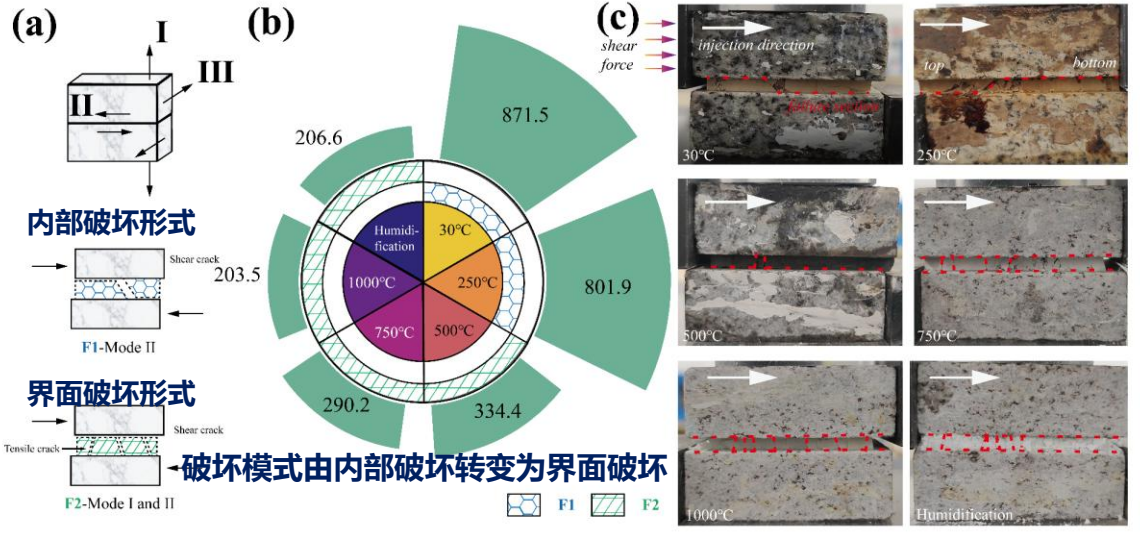 (a)
I
III
II
内部破坏形式
Shear crack
F1-Mode II
界面破坏形式
Shear crack
Tensile crack
F2-Mode I and II
(b)
871.5
206.6
Humidi-
fication
30℃
203.5
1000℃
250℃
801.9
750℃
500℃
290.2
334.4
破坏模式由内部破坏转变为界面破坏
F1
F2
(c)
shear
force
injection direction
failure section
30℃
top
bottom
250℃
500℃
750℃
1000℃
Humidification